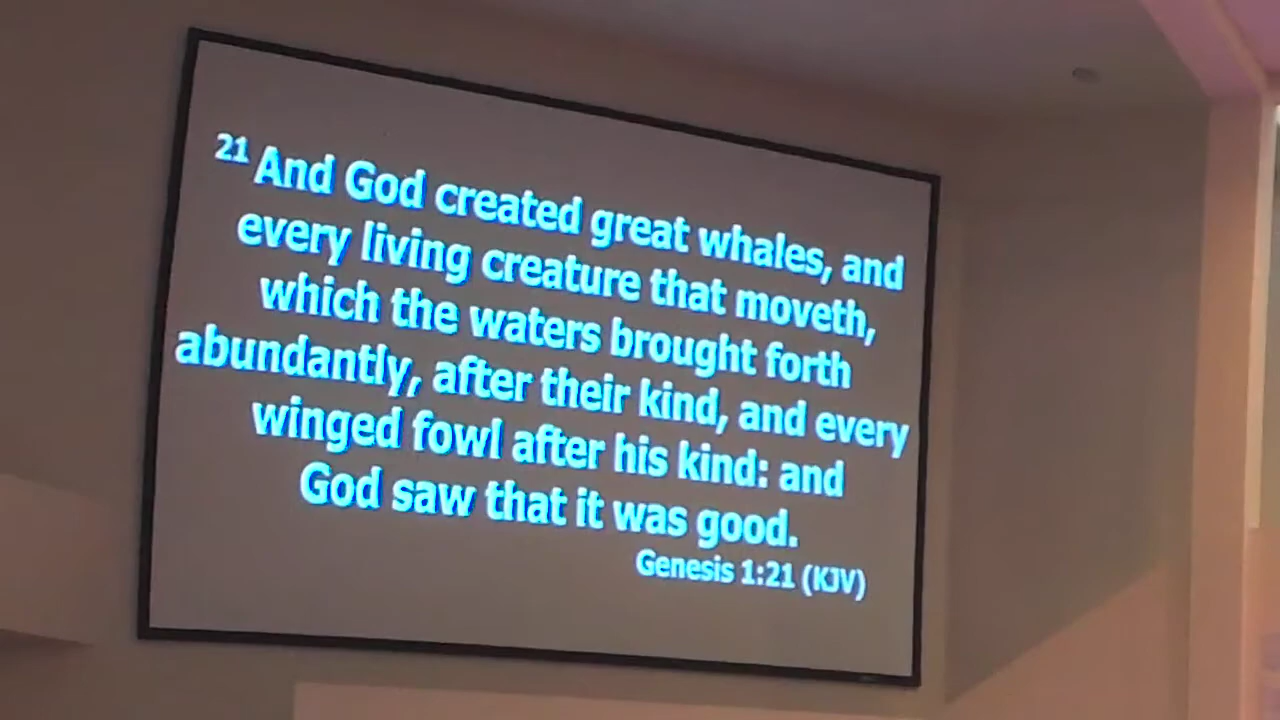 21 And God created great whales, and
every living creature that moveth,
which the waters brought forth
abundantly, after their kind, and every
winged fowl after his kind: and
God saw that it was good.
Genesis 1:21 (KJV)